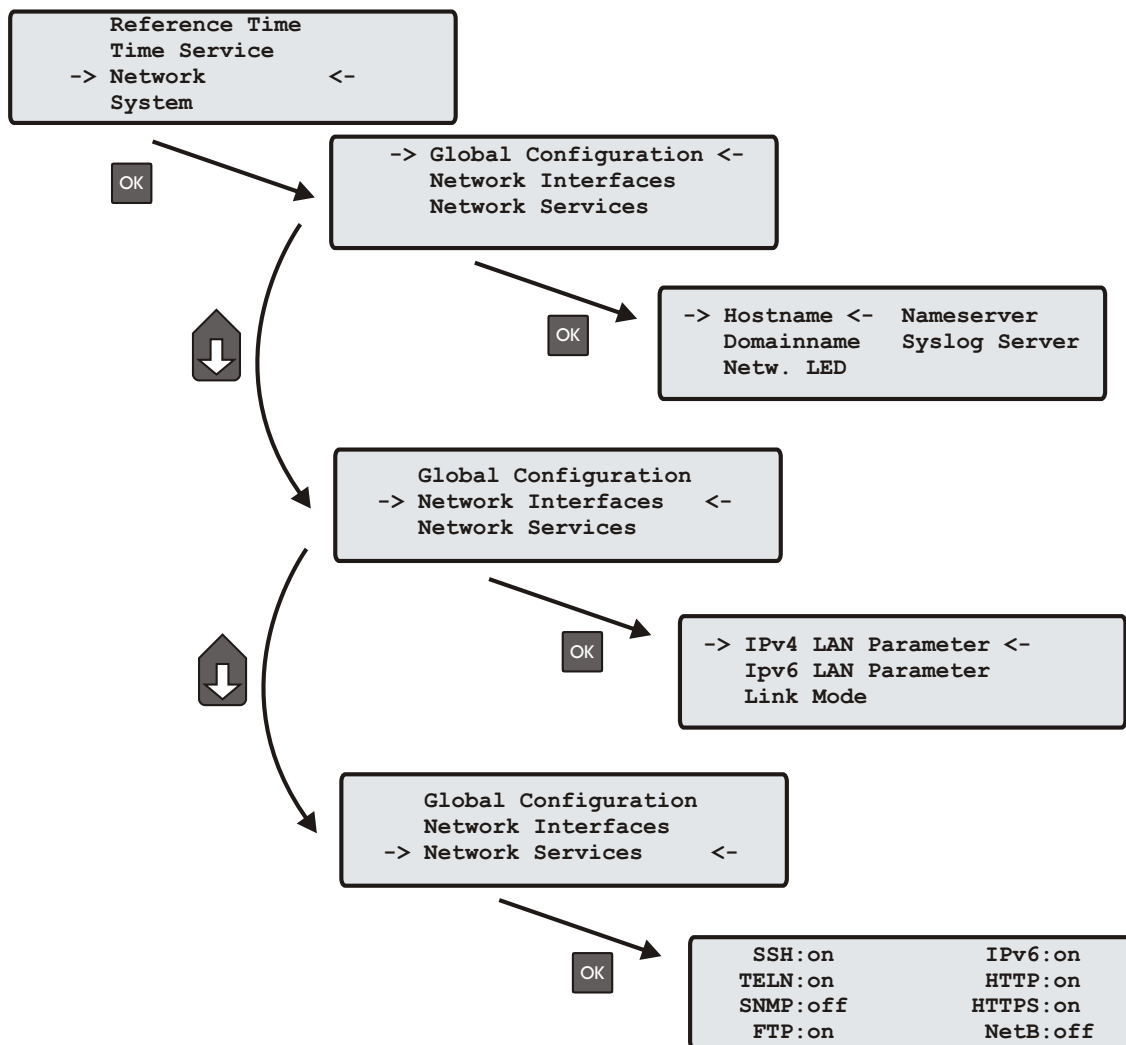 Reference Time
Time Service
-> Network <-
System
OK
-> Global Configuration <-
Network Interfaces
Network Services
OK
-> Hostname <- Nameserver
Domainname Syslog Server
Netw. LED
Global Configuration
-> Network Interfaces <-
Network Services
OK
-> IPv4 LAN Parameter <-
Ipv6 LAN Parameter
Link Mode
Global Configuration
Network Interfaces
-> Network Services <-
OK
SSH:on IPv6:on
TELN:on HTTP:on
SNMP:off HTTPS:on
FTP:on NetB:off